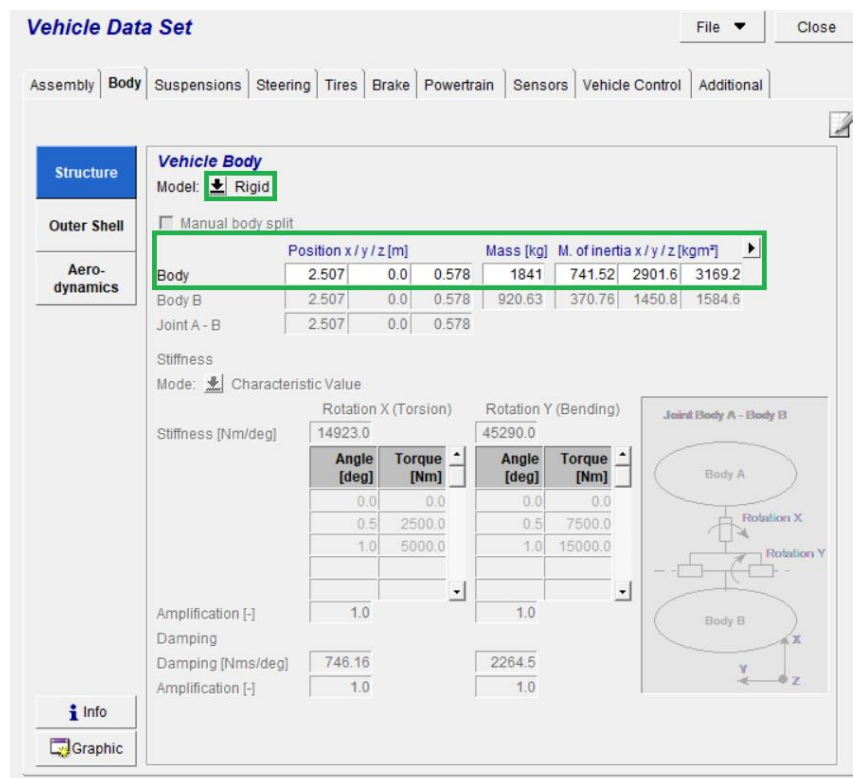 Vehicle Data Set
File ▼ Close
Assembly Body Suspensions Steering Tires Brake Powertrain Sensors Vehicle Control Additional
Structure
Outer Shell
Aero-
dynamics
Vehicle Body
Model: Rigid
Manual body split
Position x / y / z [m] Mass [kg] M. of inertia x / y / z [kgm²]
Body 2.507 0.0 0.578 1841 741.52 2901.6 3169.2
Body B 2.507 0.0 0.578 920.63 370.76 1450.8 1584.6
Joint A - B 2.507 0.0 0.578
Stiffness
Mode: Characteristic Value
Rotation X (Torsion) Rotation Y (Bending)
Stiffness [Nm/deg] 14923.0 45290.0
Angle Torque Angle Torque
[deg] [Nm] [deg] [Nm]
0.0 0.0 0.0 0.0
0.5 2500.0 0.5 7500.0
1.0 5000.0 1.0 15000.0
Amplification [-] 1.0 1.0
Damping
Damping [Nms/deg] 746.16 2264.5
Amplification [-] 1.0 1.0
Joint Body A - Body B
Body A
Rotation X
Rotation Y
Body B
X
Y
Z
i Info
Graphic